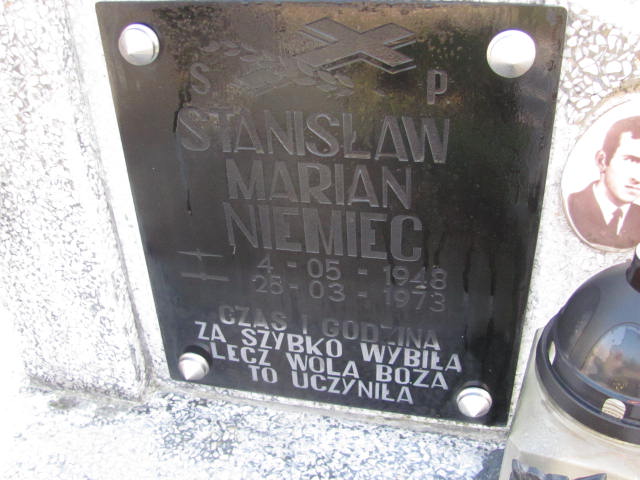 S P
STANISŁAW
MARIAN
NIEMIEC
4 - 05 - 1948
28 - 03 - 1973
CZAS I GODZINA
ZA SZYBKO WYBIŁA
LECZ WOLA BOŻA
TO UCZYNIŁA